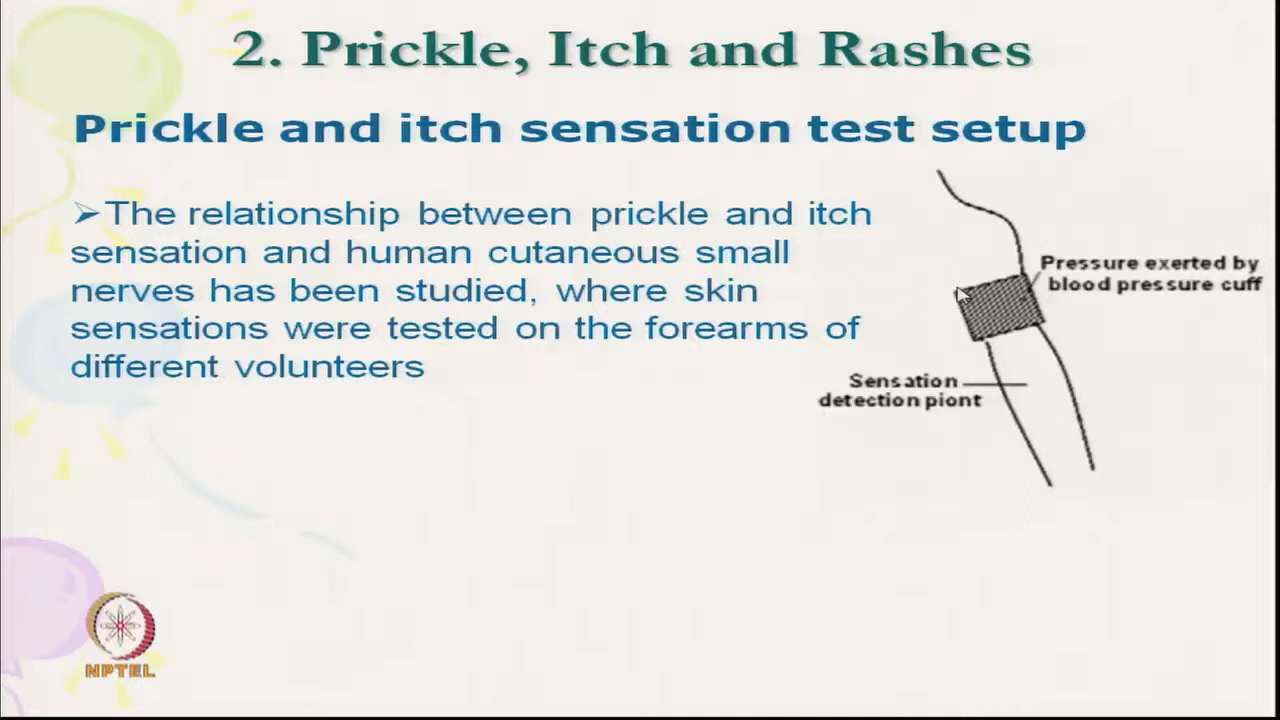 2. Prickle, Itch and Rashes
Prickle and itch sensation test setup
➢The relationship between prickle and itch
sensation and human cutaneous small
nerves has been studied, where skin
sensations were tested on the forearms of
different volunteers
Pressure exerted by
blood pressure cuff
Sensation
detection piont
NPTEL